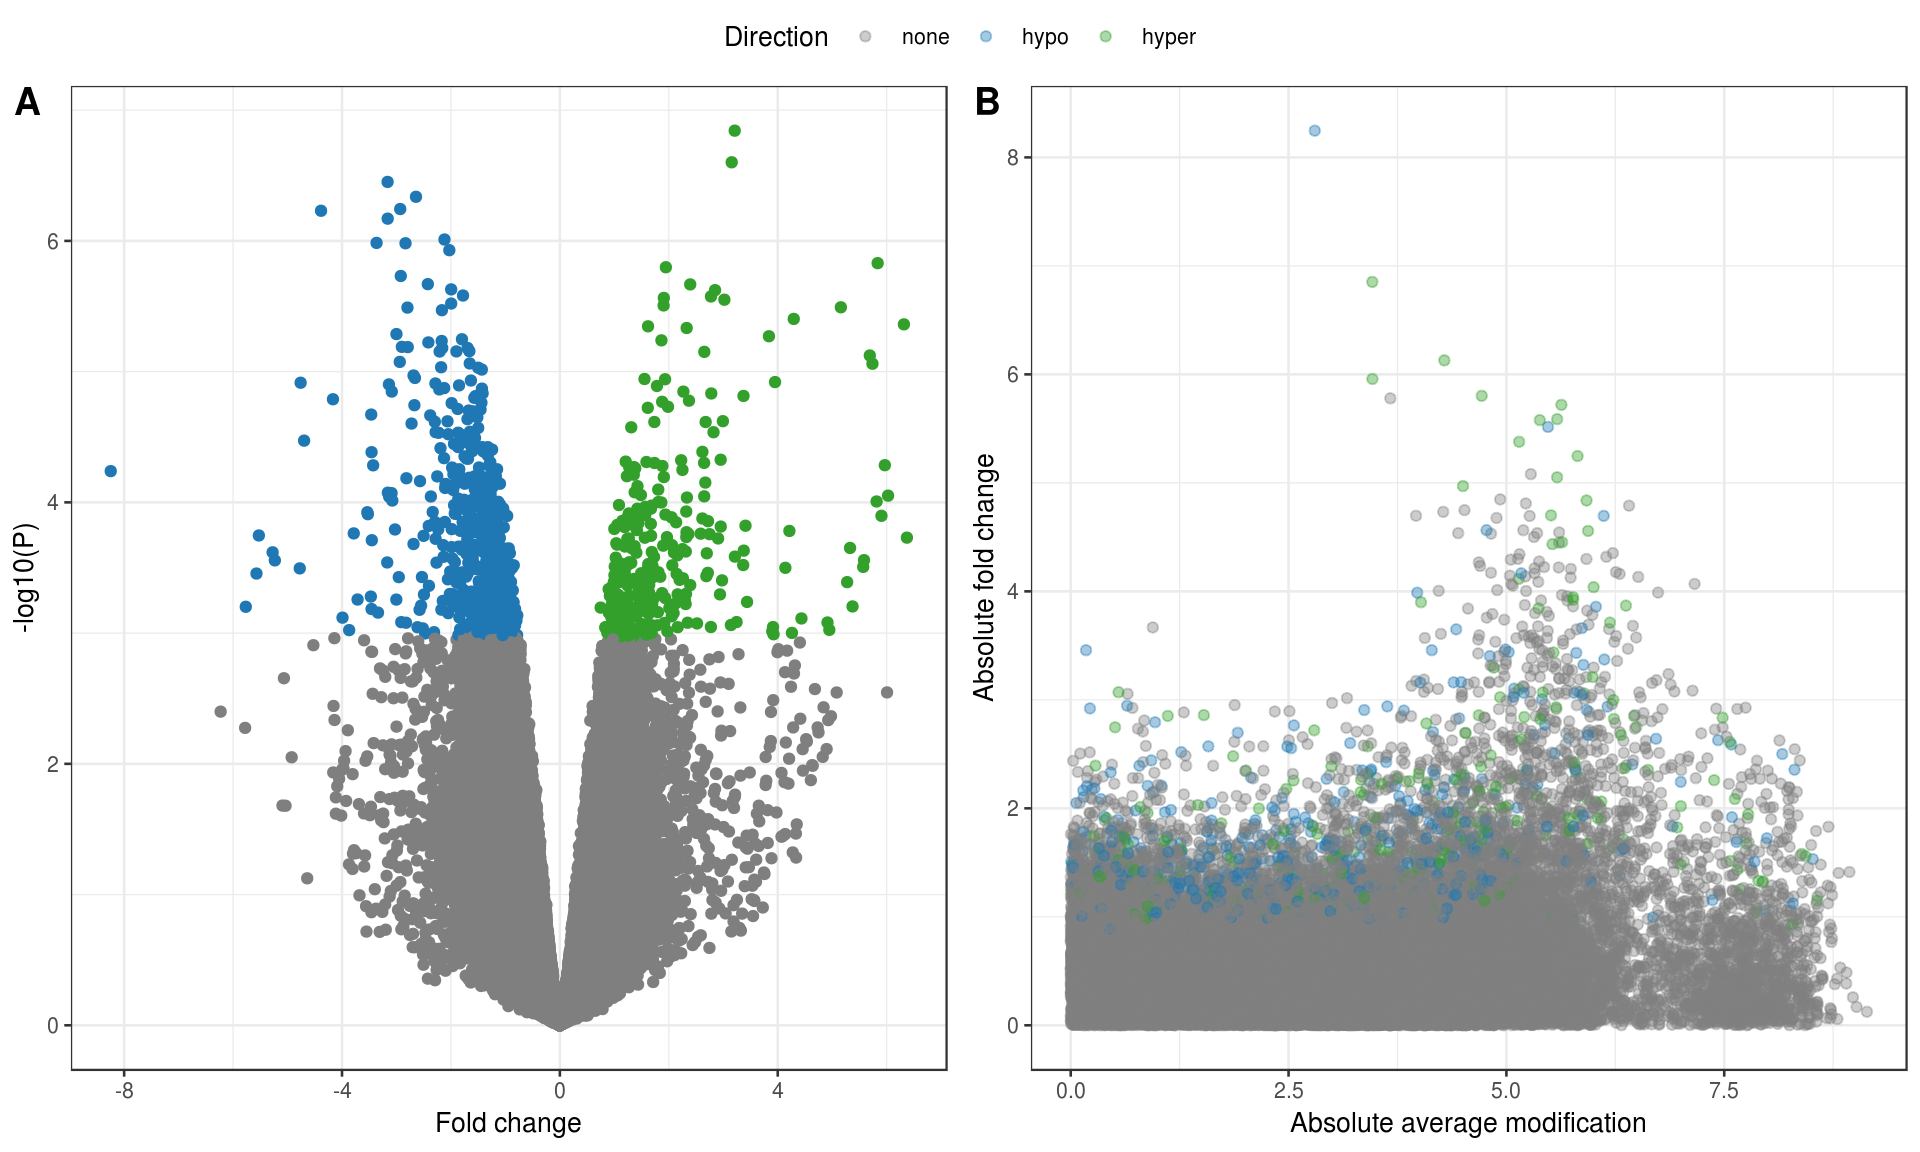 Direction none hypo hyper
A
B
-log10(P)
6
4
2
0
-8 -4 0 4
Fold change
Absolute fold change
8
6
4
2
0
0.0 2.5 5.0 7.5
Absolute average modification